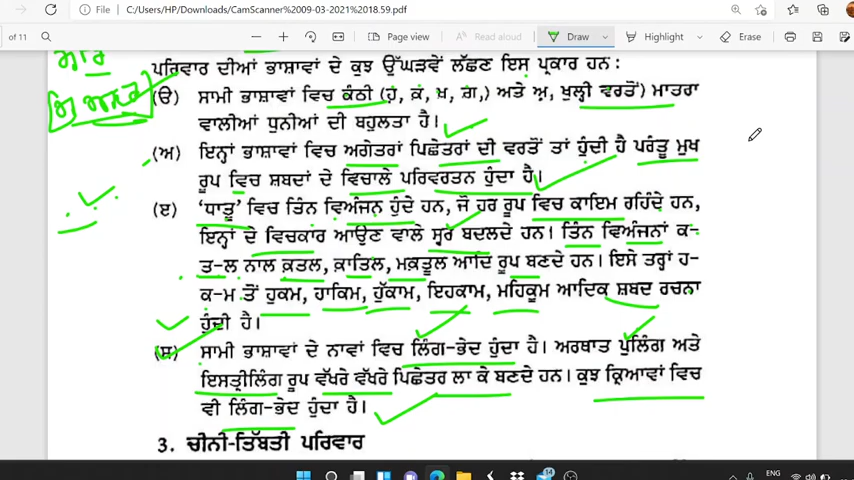 File | C:/Users/HP/Downloads/CamScanner%2009-03-2021%2018.59.pdf
of 11 Page view Read aloud Draw Highlight Erase
ਪਰਿਵਾਰ ਦੀਆਂ ਭਾਸ਼ਾਵਾਂ ਦੇ ਕੁਝ ਉੱਘੜਵੇਂ ਲੱਛਣ ਇਸ ਪ੍ਰਕਾਰ ਹਨ :
(ੳ) ਸਾਮੀ ਭਾਸ਼ਾਵਾਂ ਵਿਚ ਕੰਠੀ (ਹ਼, ਕ਼, ਖ਼, ਗ਼,) ਅਤੇ ਅ਼, ਖੁਲ੍ਹੀ ਵਰਤੋਂ) ਮਾਤਰਾ
ਵਾਲੀਆਂ ਧੁਨੀਆਂ ਦੀ ਬਹੁਲਤਾ ਹੈ।
(ਅ) ਇਨ੍ਹਾਂ ਭਾਸ਼ਾਵਾਂ ਵਿਚ ਅਗੇਤਰਾਂ ਪਿਛੇਤਰਾਂ ਦੀ ਵਰਤੋਂ ਤਾਂ ਹੁੰਦੀ ਹੈ ਪਰੰਤੂ ਮੁਖ
ਰੂਪ ਵਿਚ ਸ਼ਬਦਾਂ ਦੇ ਵਿਚਾਲੇ ਪਰਿਵਰਤਨ ਹੁੰਦਾ ਹੈ।
(ੲ) 'ਧਾਤੂ' ਵਿਚ ਤਿੰਨ ਵਿਅੰਜਨ ਹੁੰਦੇ ਹਨ, ਜੋ ਹਰ ਰੂਪ ਵਿਚ ਕਾਇਮ ਰਹਿੰਦੇ ਹਨ,
ਇਨ੍ਹਾਂ ਦੇ ਵਿਚਕਾਰ ਆਉਣ ਵਾਲੇ ਸ੍ਵਰ ਬਦਲਦੇ ਹਨ। ਤਿੰਨ ਵਿਅੰਜਨਾਂ ਕ-
ਤ-ਲ ਨਾਲ ਕ਼ਤਲ, ਕ਼ਾਤਿਲ, ਮਕ਼ਤੂਲ ਆਦਿ ਰੂਪ ਬਣਦੇ ਹਨ। ਇਸੇ ਤਰ੍ਹਾਂ ਹ-
ਕ-ਮ ਤੋਂ ਹੁਕਮ, ਹਾਕਿਮ, ਹੁੱਕਾਮ, ਇਹਕਾਮ, ਮਹਿਕੂਮ ਆਦਿਕ ਸ਼ਬਦ ਰਚਨਾ
ਹੁੰਦੀ ਹੈ।
(ਸ) ਸਾਮੀ ਭਾਸ਼ਾਵਾਂ ਦੇ ਨਾਵਾਂ ਵਿਚ ਲਿੰਗ-ਭੇਦ ਹੁੰਦਾ ਹੈ। ਅਰਥਾਤ ਪੁਲਿੰਗ ਅਤੇ
ਇਸਤ੍ਰੀਲਿੰਗ ਰੂਪ ਵੱਖਰੇ ਵੱਖਰੇ ਪਿਛੇਤਰ ਲਾ ਕੇ ਬਣਦੇ ਹਨ। ਕੁਝ ਕ੍ਰਿਆਵਾਂ ਵਿਚ
ਵੀ ਲਿੰਗ-ਭੇਦ ਹੁੰਦਾ ਹੈ।
3. ਚੀਨੀ-ਤਿੱਬਤੀ ਪਰਿਵਾਰ
14 ENG